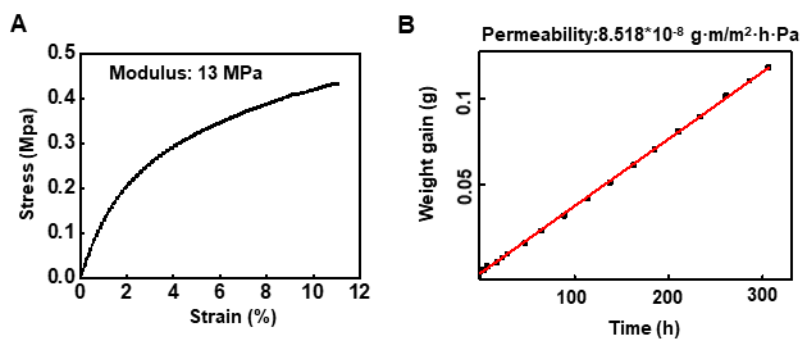 A
Modulus: 13 MPa
Stress (Mpa)
0.5
0.4
0.3
0.2
0.1
0.0
0 2 4 6 8 10 12
Strain (%)
B
Permeability:8.518*10⁻⁸ g·m/m²·h·Pa
Weight gain (g)
0.1
0.05
100 200 300
Time (h)